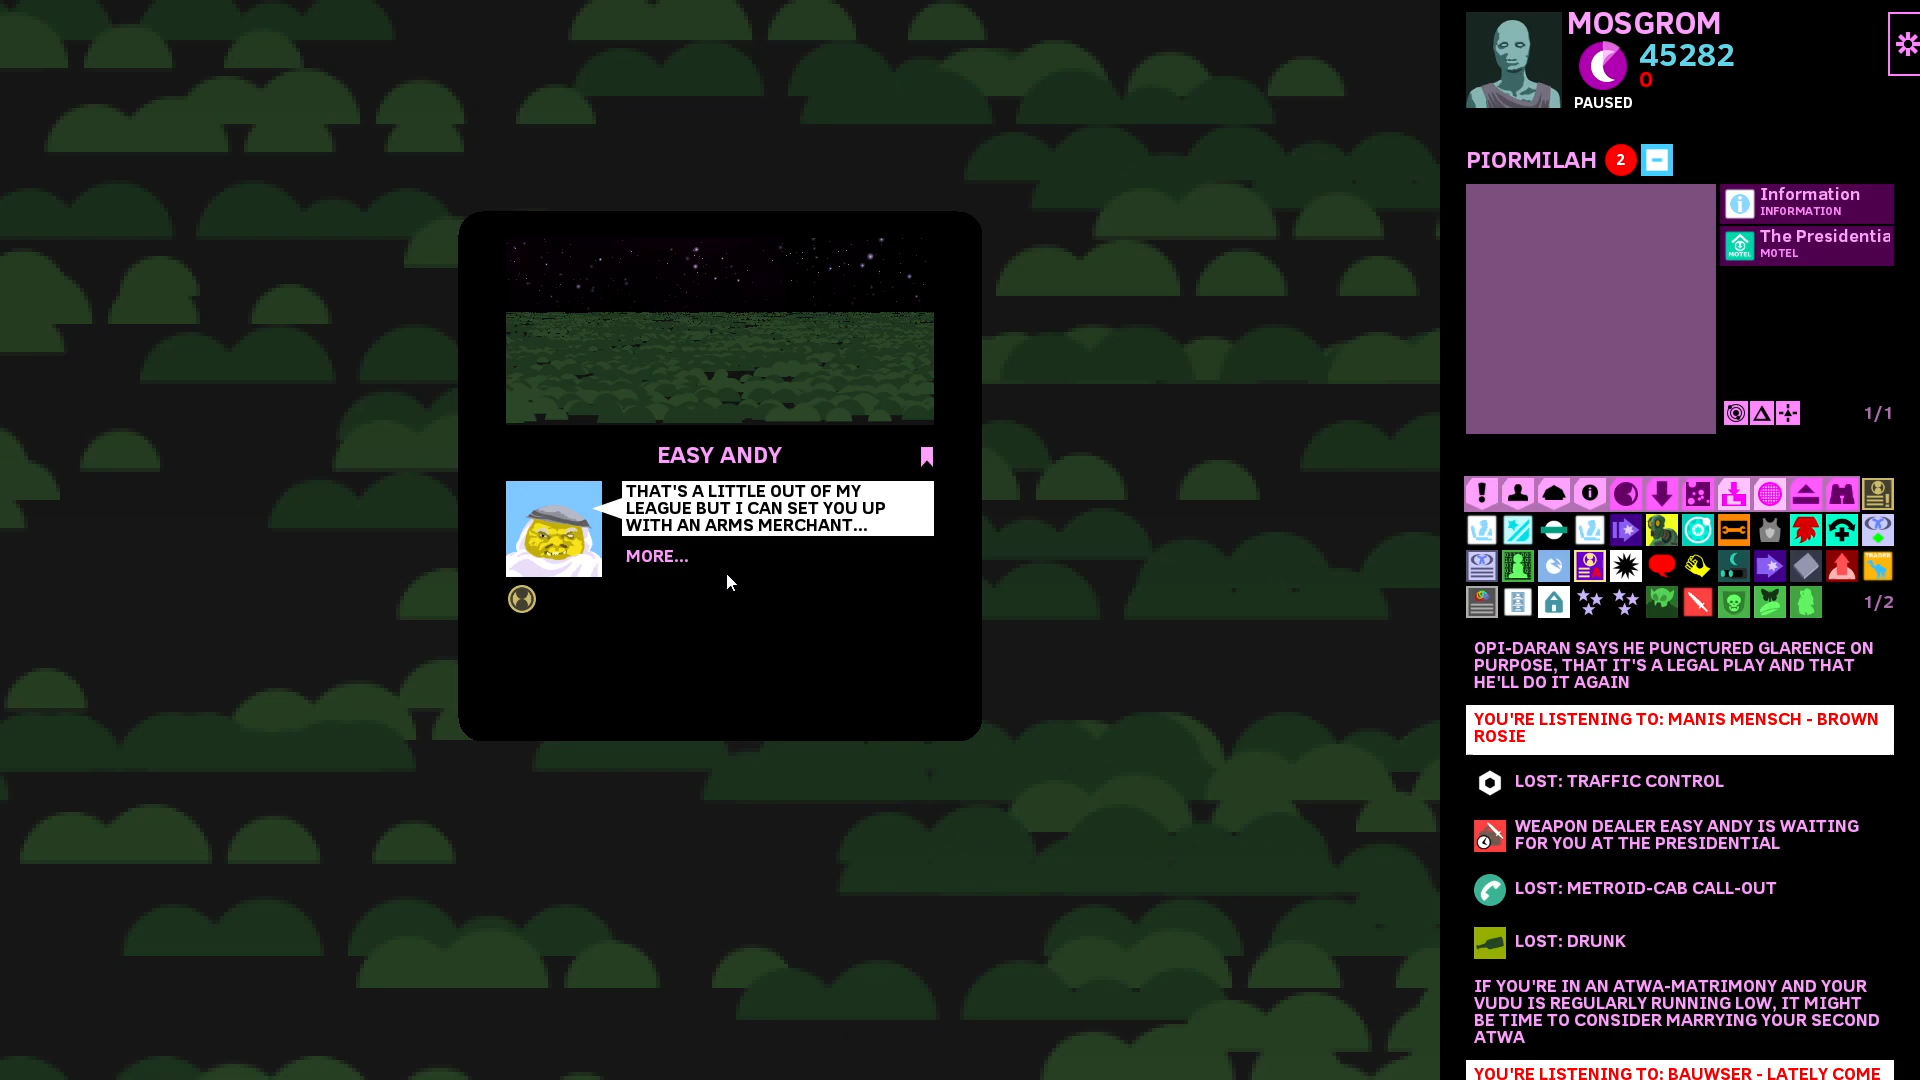 MOSGROM
45282
0
PAUSED
PIORMILAH 2
Information
INFORMATION
The Presidentia
MOTEL
MOTEL
1/1
EASY ANDY
THAT'S A LITTLE OUT OF MY
LEAGUE BUT I CAN SET YOU UP
WITH AN ARMS MERCHANT...
MORE...
TRADER
1/2
OPI-DARAN SAYS HE PUNCTURED GLARENCE ON
PURPOSE, THAT IT'S A LEGAL PLAY AND THAT
HE'LL DO IT AGAIN
YOU'RE LISTENING TO: MANIS MENSCH - BROWN
ROSIE
LOST: TRAFFIC CONTROL
WEAPON DEALER EASY ANDY IS WAITING
FOR YOU AT THE PRESIDENTIAL
LOST: METROID-CAB CALL-OUT
LOST: DRUNK
IF YOU'RE IN AN ATWA-MATRIMONY AND YOUR
VUDU IS REGULARLY RUNNING LOW, IT MIGHT
BE TIME TO CONSIDER MARRYING YOUR SECOND
ATWA
YOU'RE LISTENING TO: BAUWSER - LATELY COME